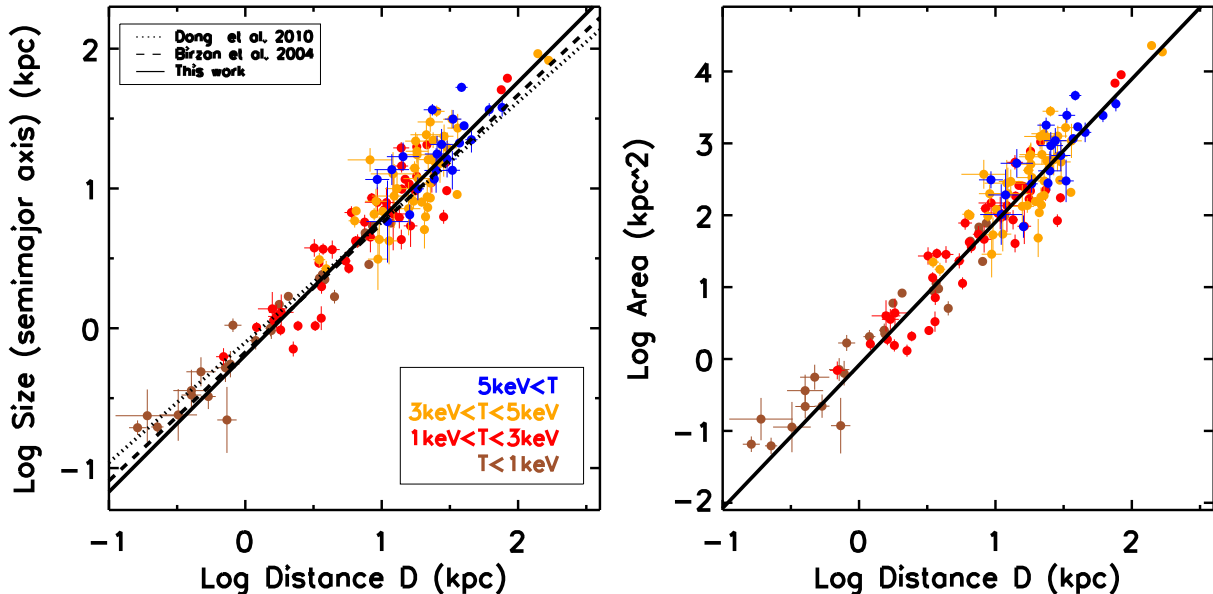 Log Size (semimajor axis) (kpc)
2
1
0
−1
Dong et al. 2010
Birzan et al. 2004
This work
5keV<T
3keV<T<5keV
1keV<T<3keV
T<1keV
−1 0 1 2
Log Distance D (kpc)
Log Area (kpc^2)
4
3
2
1
0
−1
−2
−1 0 1 2
Log Distance D (kpc)